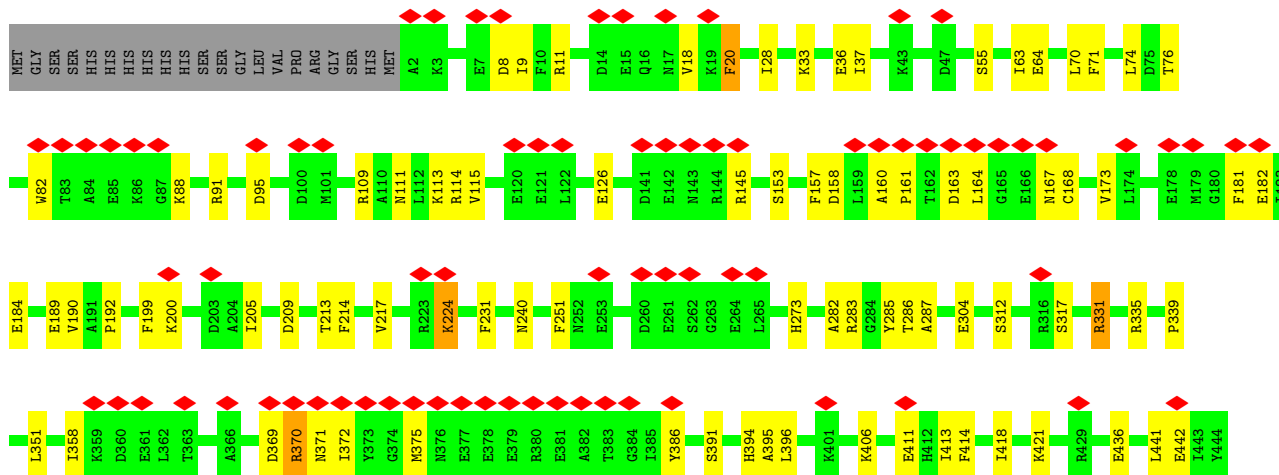 MET GLY SER SER HIS HIS HIS HIS HIS HIS SER SER GLY LEU VAL PRO ARG GLY SER HIS MET A2 K3 E7 D8 I9 F10 R11 D14 E15 Q16 N17 V18 K19 F20 I28 K33 E36 I37 K43 D47 S55 I63 E64 L70 F71 L74 D75 T76
W82 T83 A84 E85 K86 G87 K88 R91 D95 D100 M101 R109 A110 N111 L112 K113 R114 V115 E120 E121 L122 E126 D141 E142 N143 R144 R145 S153 F157 D158 L159 A160 P161 T162 D163 L164 G165 E166 N167 C168 V173 L174 E178 M179 G180 F181 E182
E184 E189 V190 A191 P192 F199 K200 D203 A204 I205 D209 T213 F214 V217 R223 K224 F231 N240 F251 N252 E253 D260 E261 S262 G263 E264 L265 H273 A282 R283 G284 Y285 T286 A287 E304 S312 R316 S317 R331 R335 P339
L351 I358 K359 D360 E361 L362 T363 A366 D369 R370 N371 I372 Y373 G374 M375 N376 E377 E378 E379 R380 E381 A382 T383 G384 I385 Y386 S391 H394 A395 L396 K401 K406 E411 H412 I413 F414 I418 K421 R429 E436 L441 E442 I443 Y444